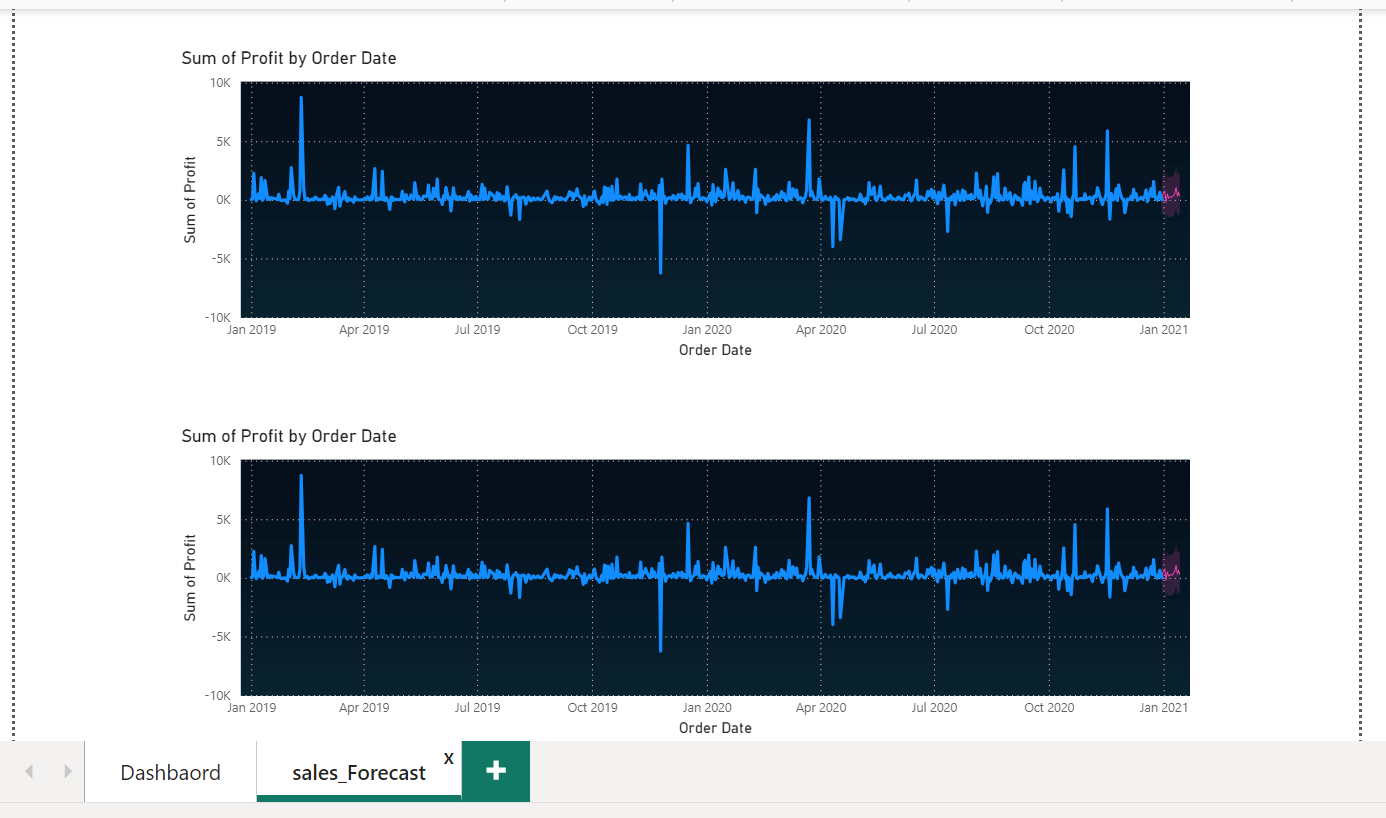 Sum of Profit by Order Date
10K
5K
0K
-5K
-10K
Sum of Profit
Jan 2019 Apr 2019 Jul 2019 Oct 2019 Jan 2020 Apr 2020 Jul 2020 Oct 2020 Jan 2021
Order Date
Sum of Profit by Order Date
10K
5K
0K
-5K
-10K
Sum of Profit
Jan 2019 Apr 2019 Jul 2019 Oct 2019 Jan 2020 Apr 2020 Jul 2020 Oct 2020 Jan 2021
Order Date
Dashbaord sales_Forecast x +